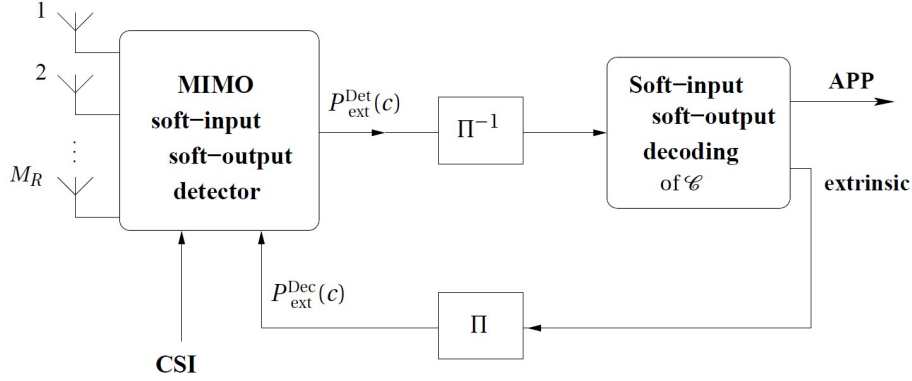 1
2
⋮
M_R
MIMO
soft−input
soft−output
detector
P_ext^Det(c)
Π^−1
Soft−input
soft−output
decoding
of 𝒞
APP
extrinsic
P_ext^Dec(c)
Π
CSI